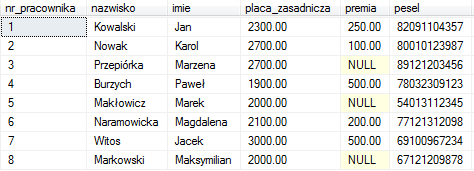 nr_pracownika nazwisko imie placa_zasadnicza premia pesel
1 Kowalski Jan 2300.00 250.00 82091104357
2 Nowak Karol 2700.00 100.00 80010123987
3 Przepiórka Marzena 2700.00 NULL 89121203456
4 Burzych Paweł 1900.00 500.00 78032309123
5 Makłowicz Marek 2000.00 NULL 54013112345
6 Naramowicka Magdalena 2100.00 200.00 77121312098
7 Witos Jacek 3000.00 500.00 69100967234
8 Markowski Maksymilian 2000.00 NULL 67121209878